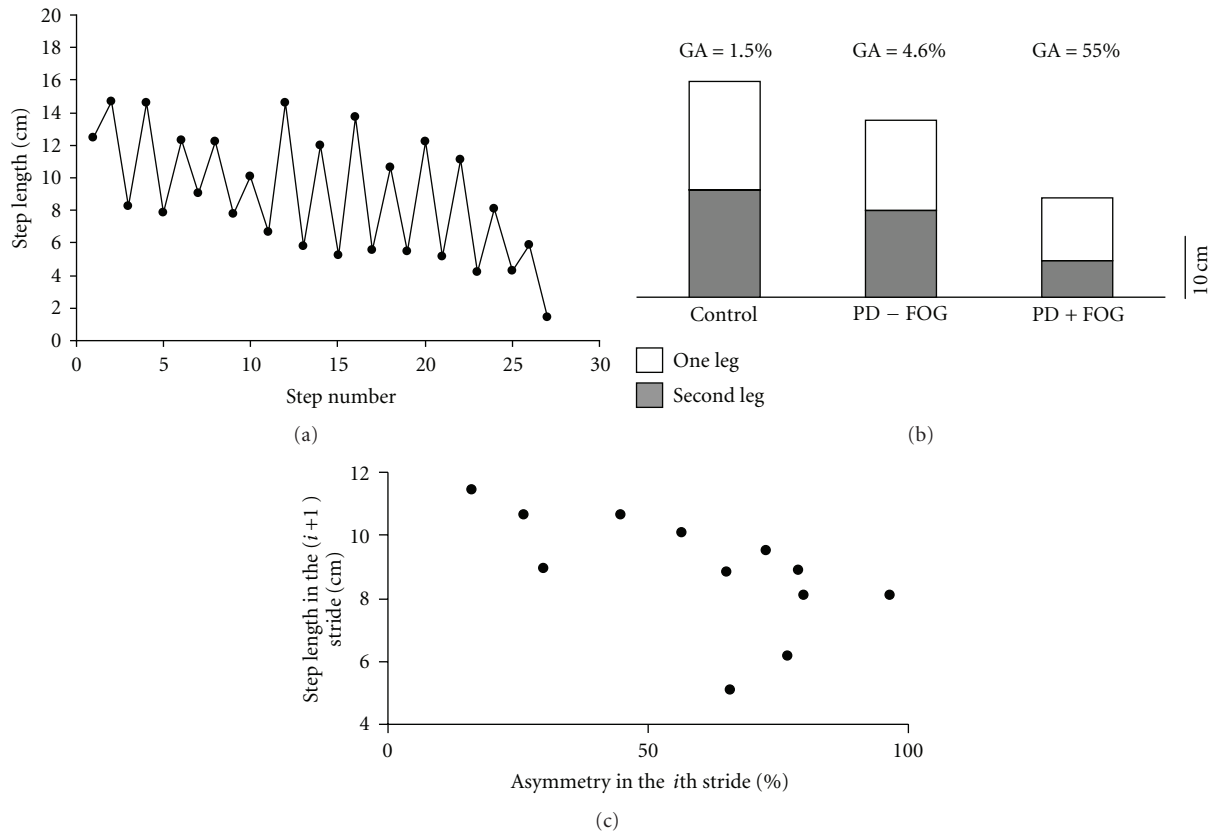 20
18
16
14
12
10
8
6
4
2
0
Step length (cm)
0 5 10 15 20 25 30
Step number
(a)
GA = 1.5% GA = 4.6% GA = 55%
10 cm
Control PD − FOG PD + FOG
One leg
Second leg
(b)
12
10
8
6
4
Step length in the (i +1)
stride (cm)
0 50 100
Asymmetry in the ith stride (%)
(c)